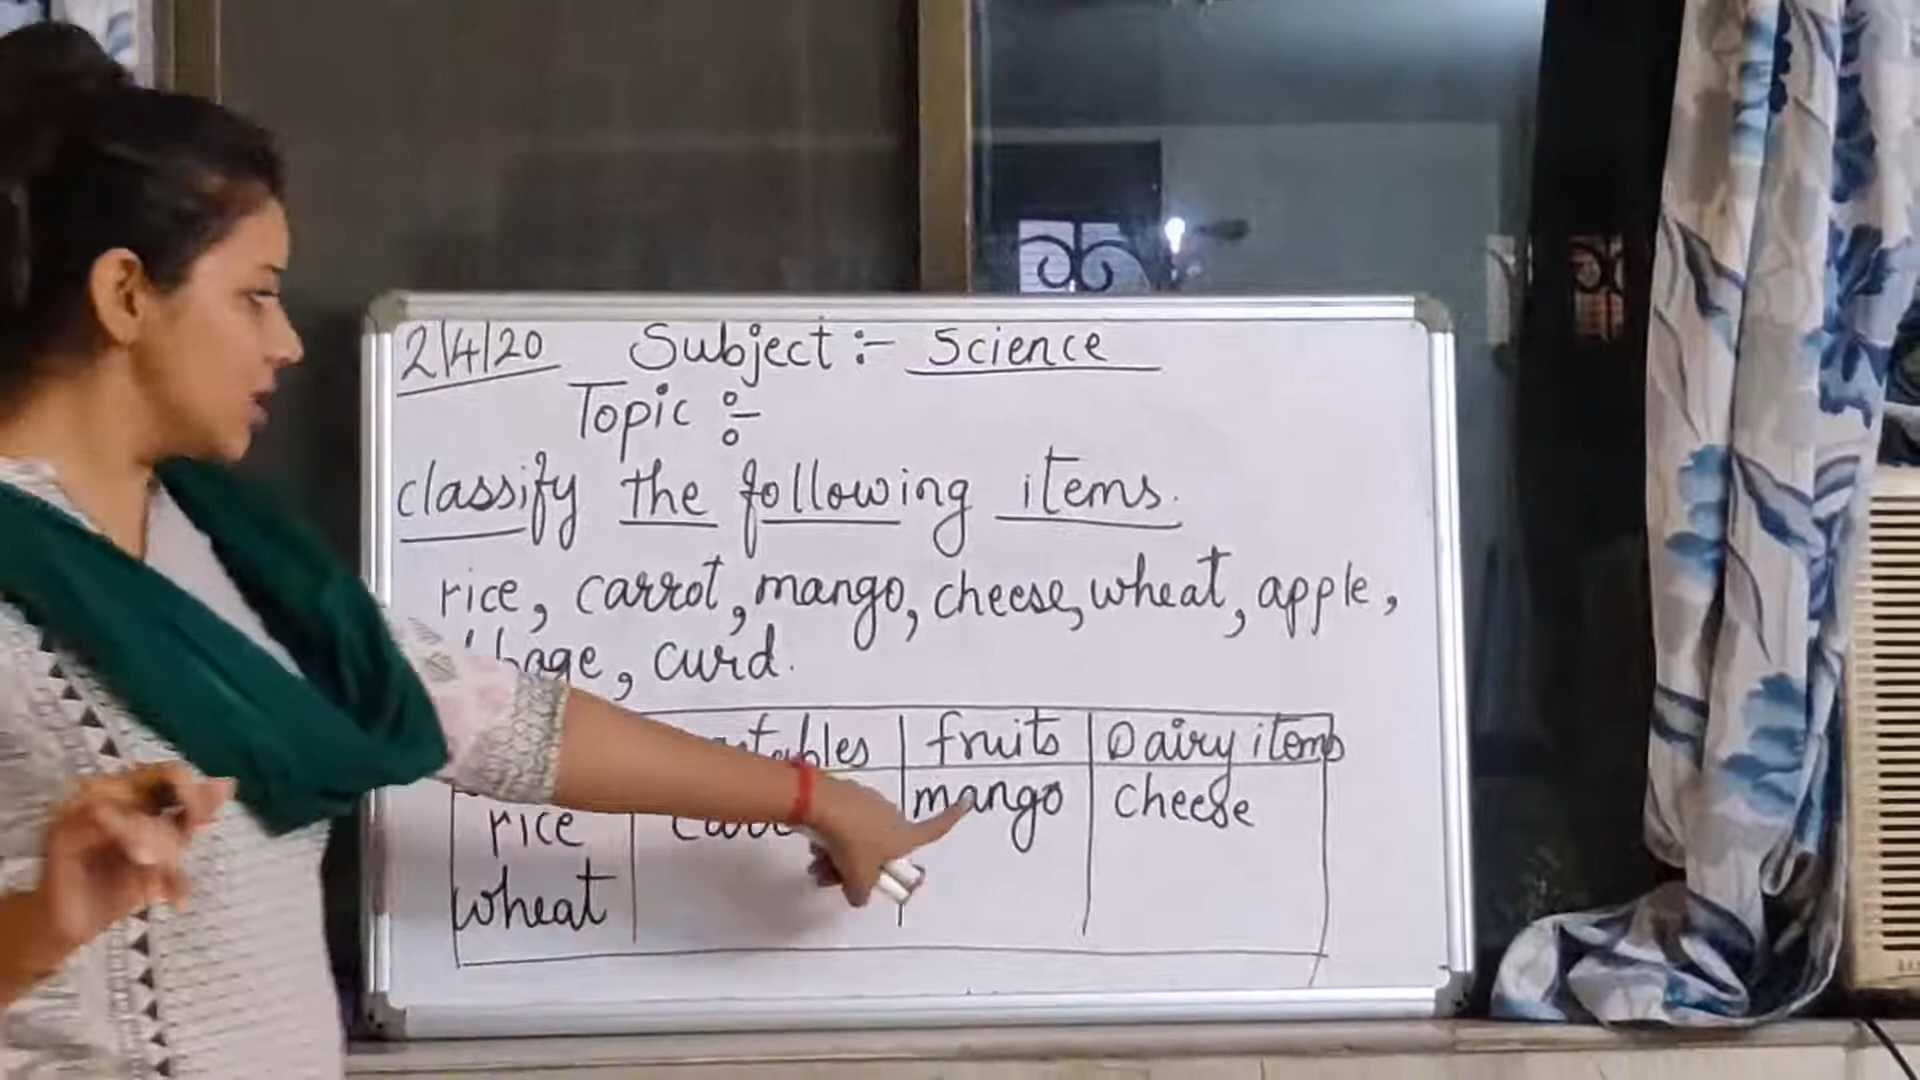 2/4/20 Subject :- Science
Topic :-
classify the following items.
rice, carrot, mango, cheese, wheat, apple,
curd.
fruits Dairy items
rice mango cheese
wheat